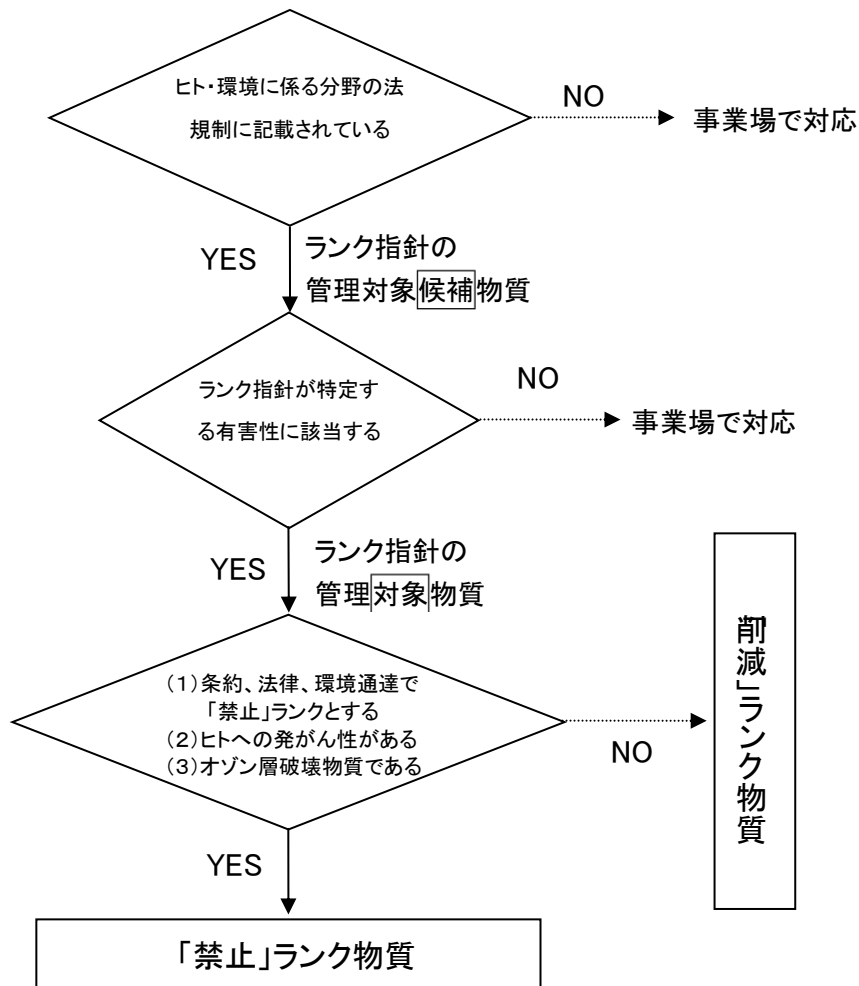 ヒト・環境に係る分野の法
規制に記載されている
NO
事業場で対応
YES
ランク指針の
管理対象候補物質
ランク指針が特定す
る有害性に該当する
NO
事業場で対応
YES
ランク指針の
管理対象物質
(1)条約、法律、環境通達で
「禁止」ランクとする
(2)ヒトへの発がん性がある
(3)オゾン層破壊物質である
NO
「削減」ランク物質
YES
「禁止」ランク物質